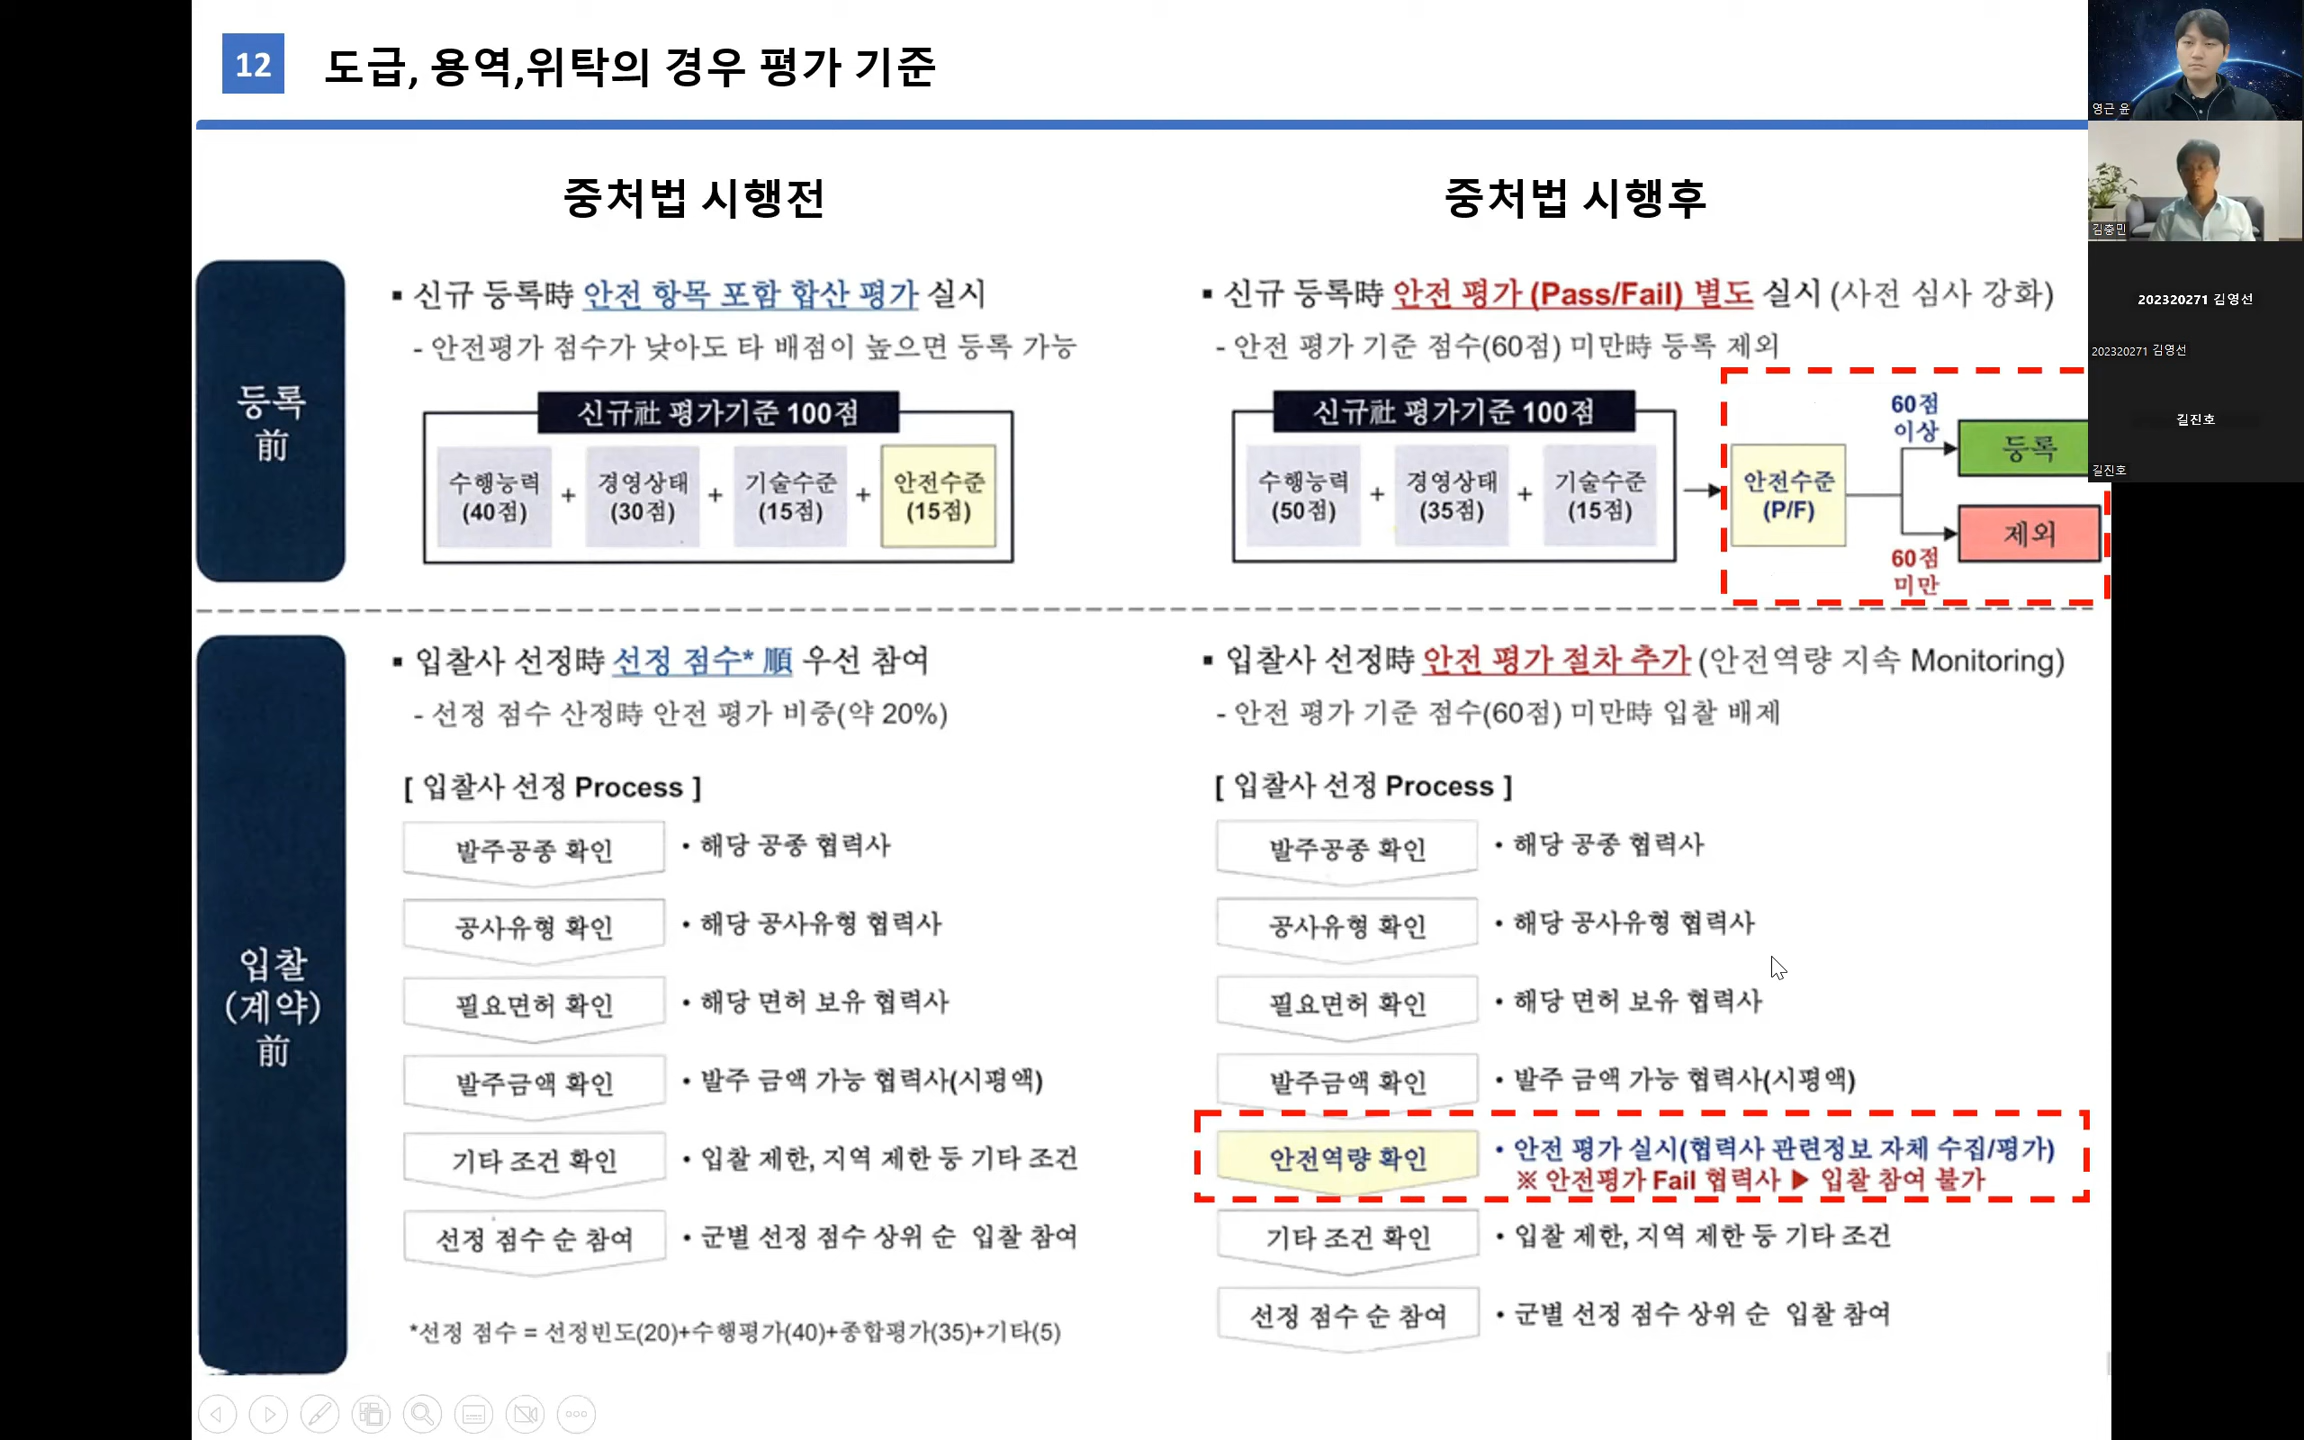 12 도급, 용역,위탁의 경우 평가 기준
중처법 시행전
등록
前
▪ 신규 등록時 안전 항목 포함 합산 평가 실시
- 안전평가 점수가 낮아도 타 배점이 높으면 등록 가능
신규社 평가기준 100점
수행능력
(40점)
+
경영상태
(30점)
+
기술수준
(15점)
+
안전수준
(15점)
중처법 시행후
▪ 신규 등록時 안전 평가 (Pass/Fail) 별도 실시 (사전 심사 강화)
- 안전 평가 기준 점수(60점) 미만時 등록 제외
신규社 평가기준 100점
수행능력
(50점)
+
경영상태
(35점)
+
기술수준
(15점)
안전수준
(P/F)
60점
이상
등록
60점
미만
제외
입찰
(계약)
前
▪ 입찰사 선정時 선정 점수* 順 우선 참여
- 선정 점수 산정時 안전 평가 비중(약 20%)
[ 입찰사 선정 Process ]
발주공종 확인 • 해당 공종 협력사
공사유형 확인 • 해당 공사유형 협력사
필요면허 확인 • 해당 면허 보유 협력사
발주금액 확인 • 발주 금액 가능 협력사(시평액)
기타 조건 확인 • 입찰 제한, 지역 제한 등 기타 조건
선정 점수 순 참여 • 군별 선정 점수 상위 순 입찰 참여
*선정 점수 = 선정빈도(20)+수행평가(40)+종합평가(35)+기타(5)
▪ 입찰사 선정時 안전 평가 절차 추가 (안전역량 지속 Monitoring)
- 안전 평가 기준 점수(60점) 미만時 입찰 배제
[ 입찰사 선정 Process ]
발주공종 확인 • 해당 공종 협력사
공사유형 확인 • 해당 공사유형 협력사
필요면허 확인 • 해당 면허 보유 협력사
발주금액 확인 • 발주 금액 가능 협력사(시평액)
안전역량 확인 • 안전 평가 실시(협력사 관련정보 자체 수집/평가)
※ 안전평가 Fail 협력사 ▶ 입찰 참여 불가
기타 조건 확인 • 입찰 제한, 지역 제한 등 기타 조건
선정 점수 순 참여 • 군별 선정 점수 상위 순 입찰 참여
영근 윤
김충민
202320271 김영선
202320271 김영선
길진호
길진호